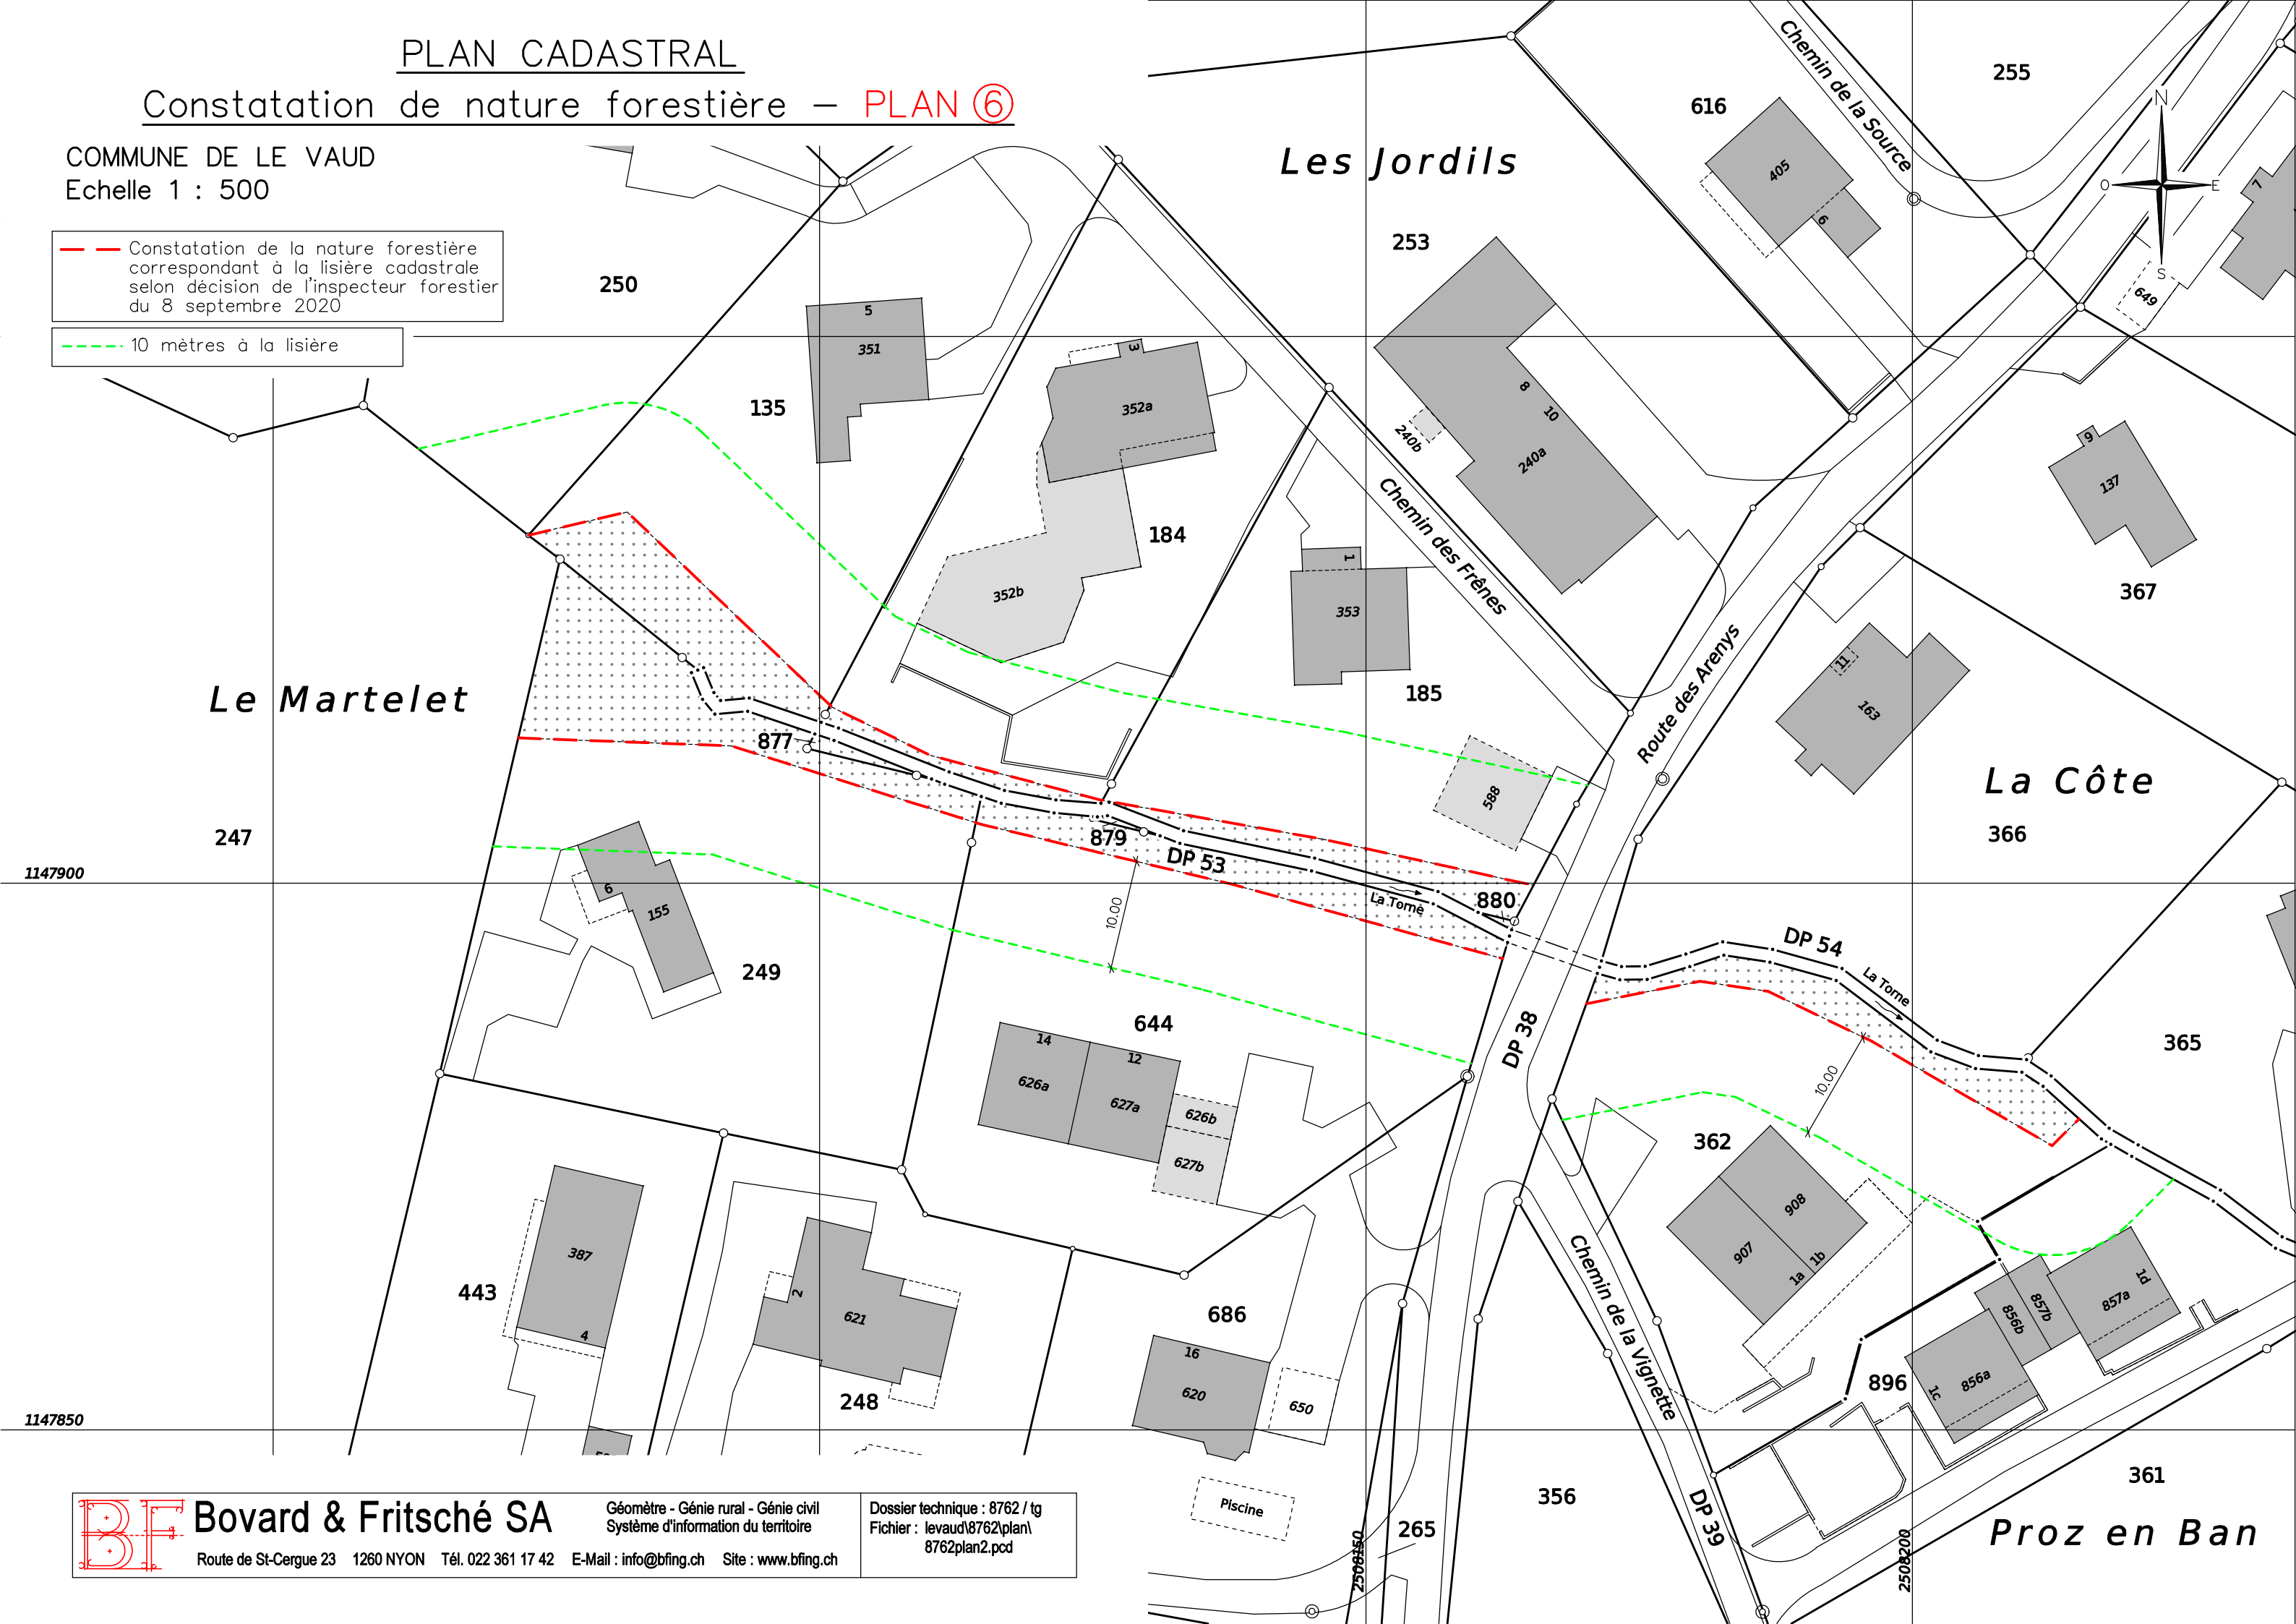 PLAN CADASTRAL
Constatation de nature forestière – PLAN 6
COMMUNE DE LE VAUD
Echelle 1 : 500
Constatation de la nature forestière
correspondant à la lisière cadastrale
selon décision de l'inspecteur forestier
du 8 septembre 2020
10 mètres à la lisière
Les Jordils
Chemin de la Source
255
616
405
6
7
N
O
E
S
649
250
253
5
351
135
3
352a
184
352b
8
10
240a
240b
Chemin des Frênes
1
353
185
9
137
367
11
163
Route des Arenys
La Côte
366
Le Martelet
877
247
588
879
DP 53
La Torne
880
10.00
1147900
6
155
249
644
DP 54
La Torne
365
DP 38
14
626a
12
627a
626b
627b
10.00
362
908
907
1a
1b
387
443
4
2
621
248
686
16
620
650
Chemin de la Vignette
857b
856b
1d
857a
1c
856a
896
1147850
Piscine
265
356
DP 39
361
Proz en Ban
2508150
2508200
BF
Bovard & Fritsché SA
Géomètre - Génie rural - Génie civil
Système d'information du territoire
Route de St-Cergue 23 1260 NYON Tél. 022 361 17 42 E-Mail : info@bfing.ch Site : www.bfing.ch
Dossier technique : 8762 / tg
Fichier : levaud\8762\plan\
8762plan2.pcd